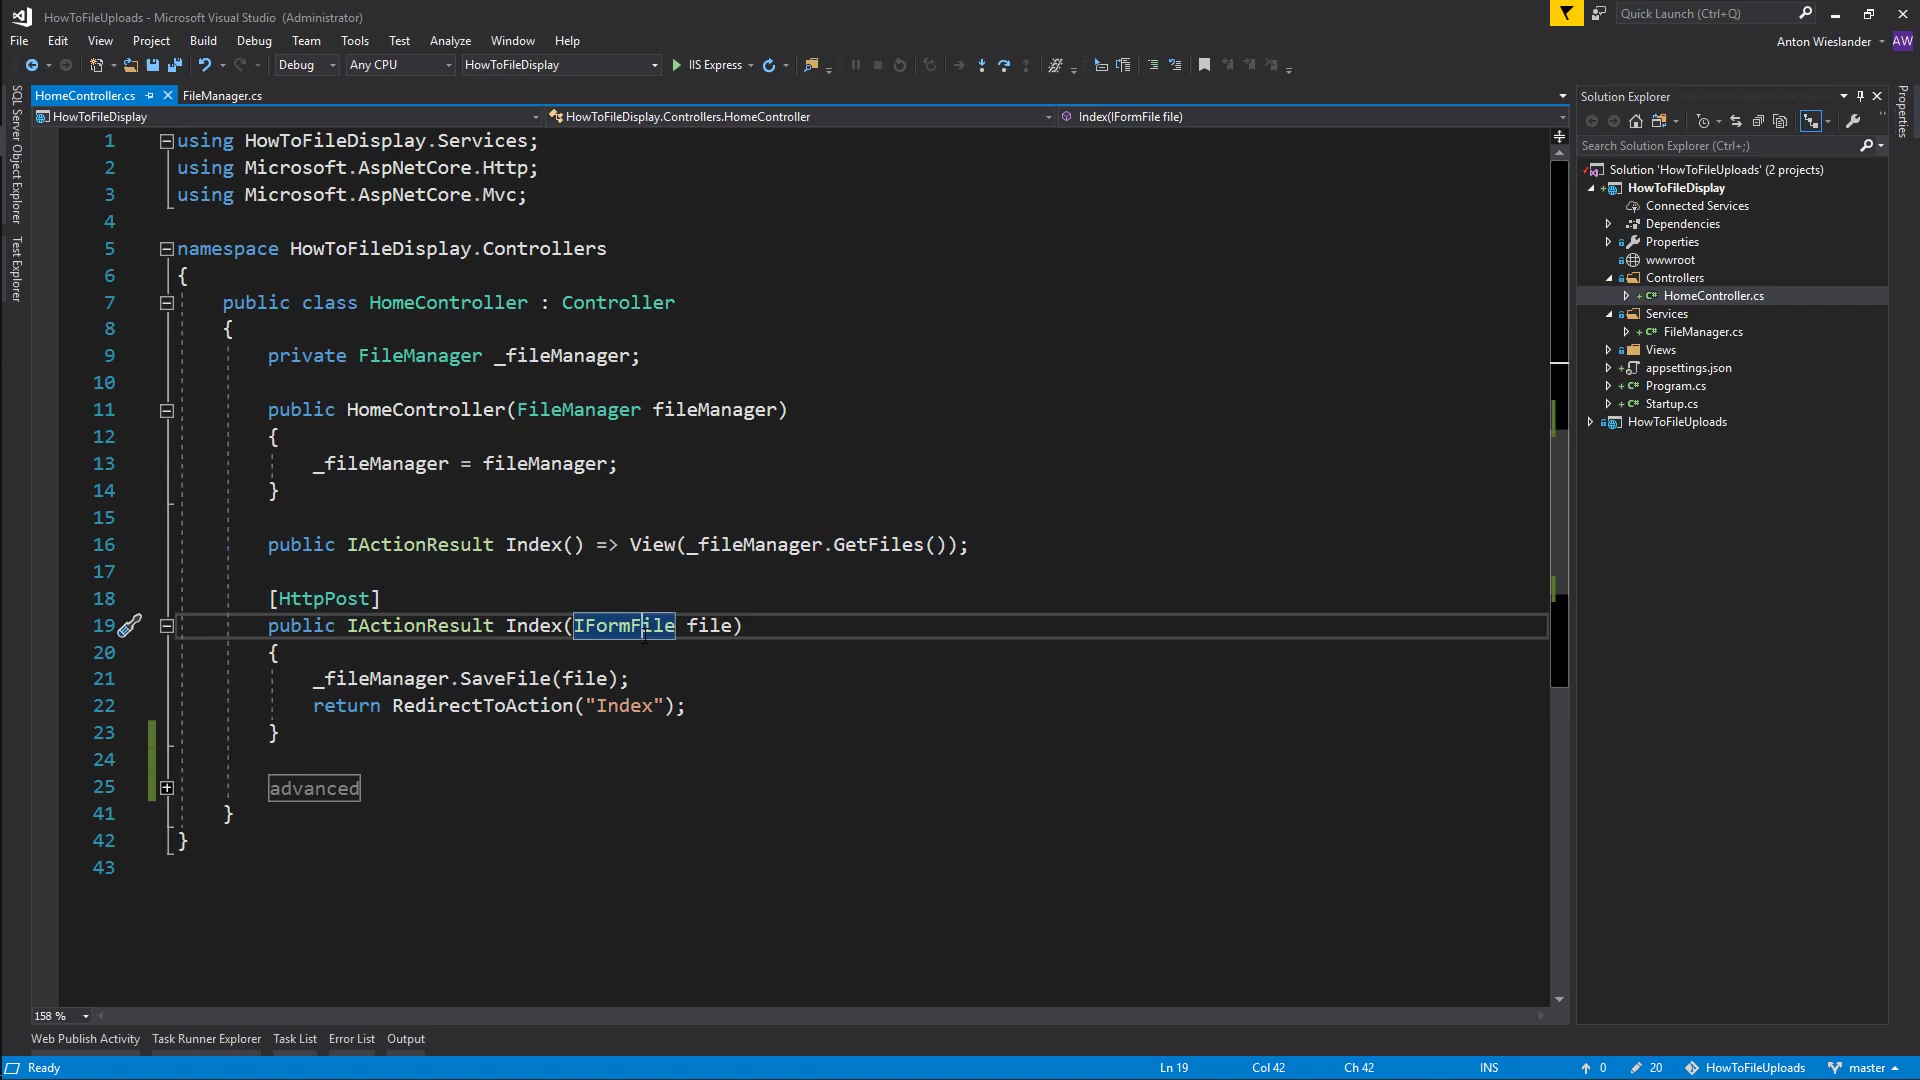 HowToFileUploads - Microsoft Visual Studio (Administrator)
Quick Launch (Ctrl+Q)
File Edit View Project Build Debug Team Tools Test Analyze Window Help
Anton Wieslander AW
Debug Any CPU HowToFileDisplay IIS Express
HomeController.cs FileManager.cs
HowToFileDisplay HowToFileDisplay.Controllers.HomeController Index(IFormFile file)
SQL Server Object Explorer
Test Explorer
1 using HowToFileDisplay.Services;
2 using Microsoft.AspNetCore.Http;
3 using Microsoft.AspNetCore.Mvc;
4
5 namespace HowToFileDisplay.Controllers
6 {
7 public class HomeController : Controller
8 {
9 private FileManager _fileManager;
10
11 public HomeController(FileManager fileManager)
12 {
13 _fileManager = fileManager;
14 }
15
16 public IActionResult Index() => View(_fileManager.GetFiles());
17
18 [HttpPost]
19 public IActionResult Index(IFormFile file)
20 {
21 _fileManager.SaveFile(file);
22 return RedirectToAction("Index");
23 }
24
25 advanced
41 }
42 }
43
158 %
Solution Explorer
Search Solution Explorer (Ctrl+;)
Solution 'HowToFileUploads' (2 projects)
HowToFileDisplay
Connected Services
Dependencies
Properties
wwwroot
Controllers
C# HomeController.cs
Services
C# FileManager.cs
Views
appsettings.json
C# Program.cs
C# Startup.cs
HowToFileUploads
Properties
Web Publish Activity Task Runner Explorer Task List Error List Output
Ready Ln 19 Col 42 Ch 42 INS 0 20 HowToFileUploads master